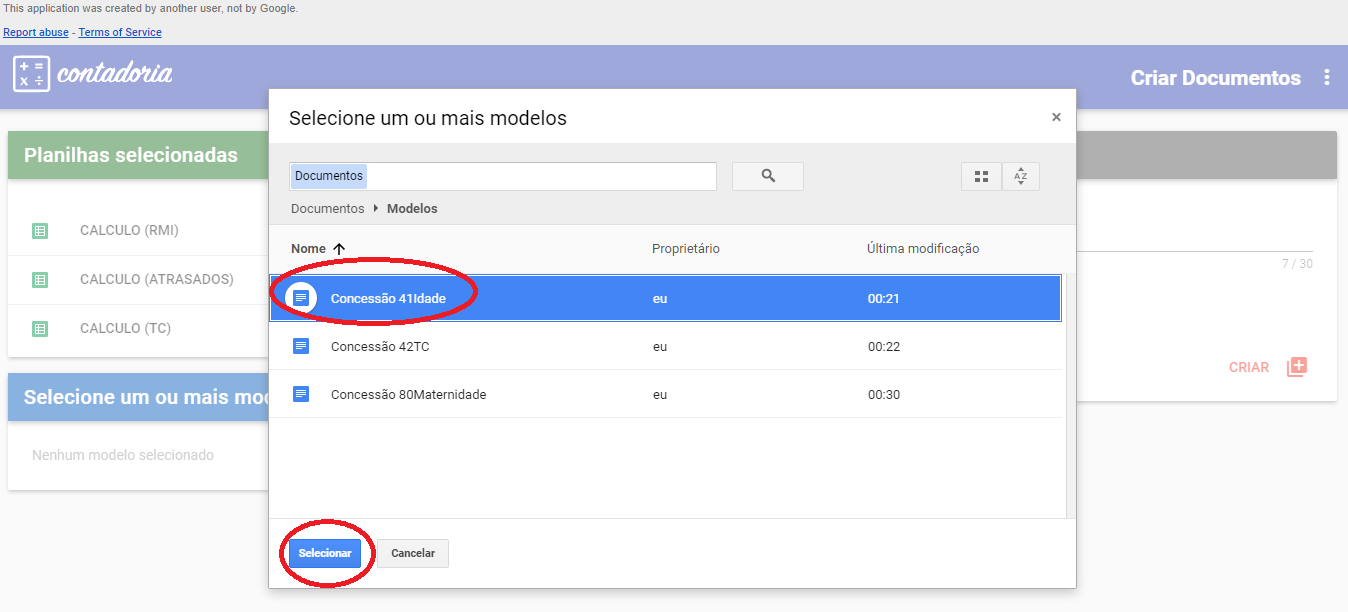 This application was created by another user, not by Google.
Report abuse - Terms of Service
+ =
x ÷
contadoria
Criar Documentos
Planilhas selecionadas
CALCULO (RMI)
CALCULO (ATRASADOS)
CALCULO (TC)
Selecione um ou mais mod
Nenhum modelo selecionado
Selecione um ou mais modelos
×
Documentos
AZ
Documentos Modelos
Nome Proprietário Última modificação
Concessão 41Idade eu 00:21
Concessão 42TC eu 00:22
Concessão 80Maternidade eu 00:30
Selecionar Cancelar
7 / 30
CRIAR